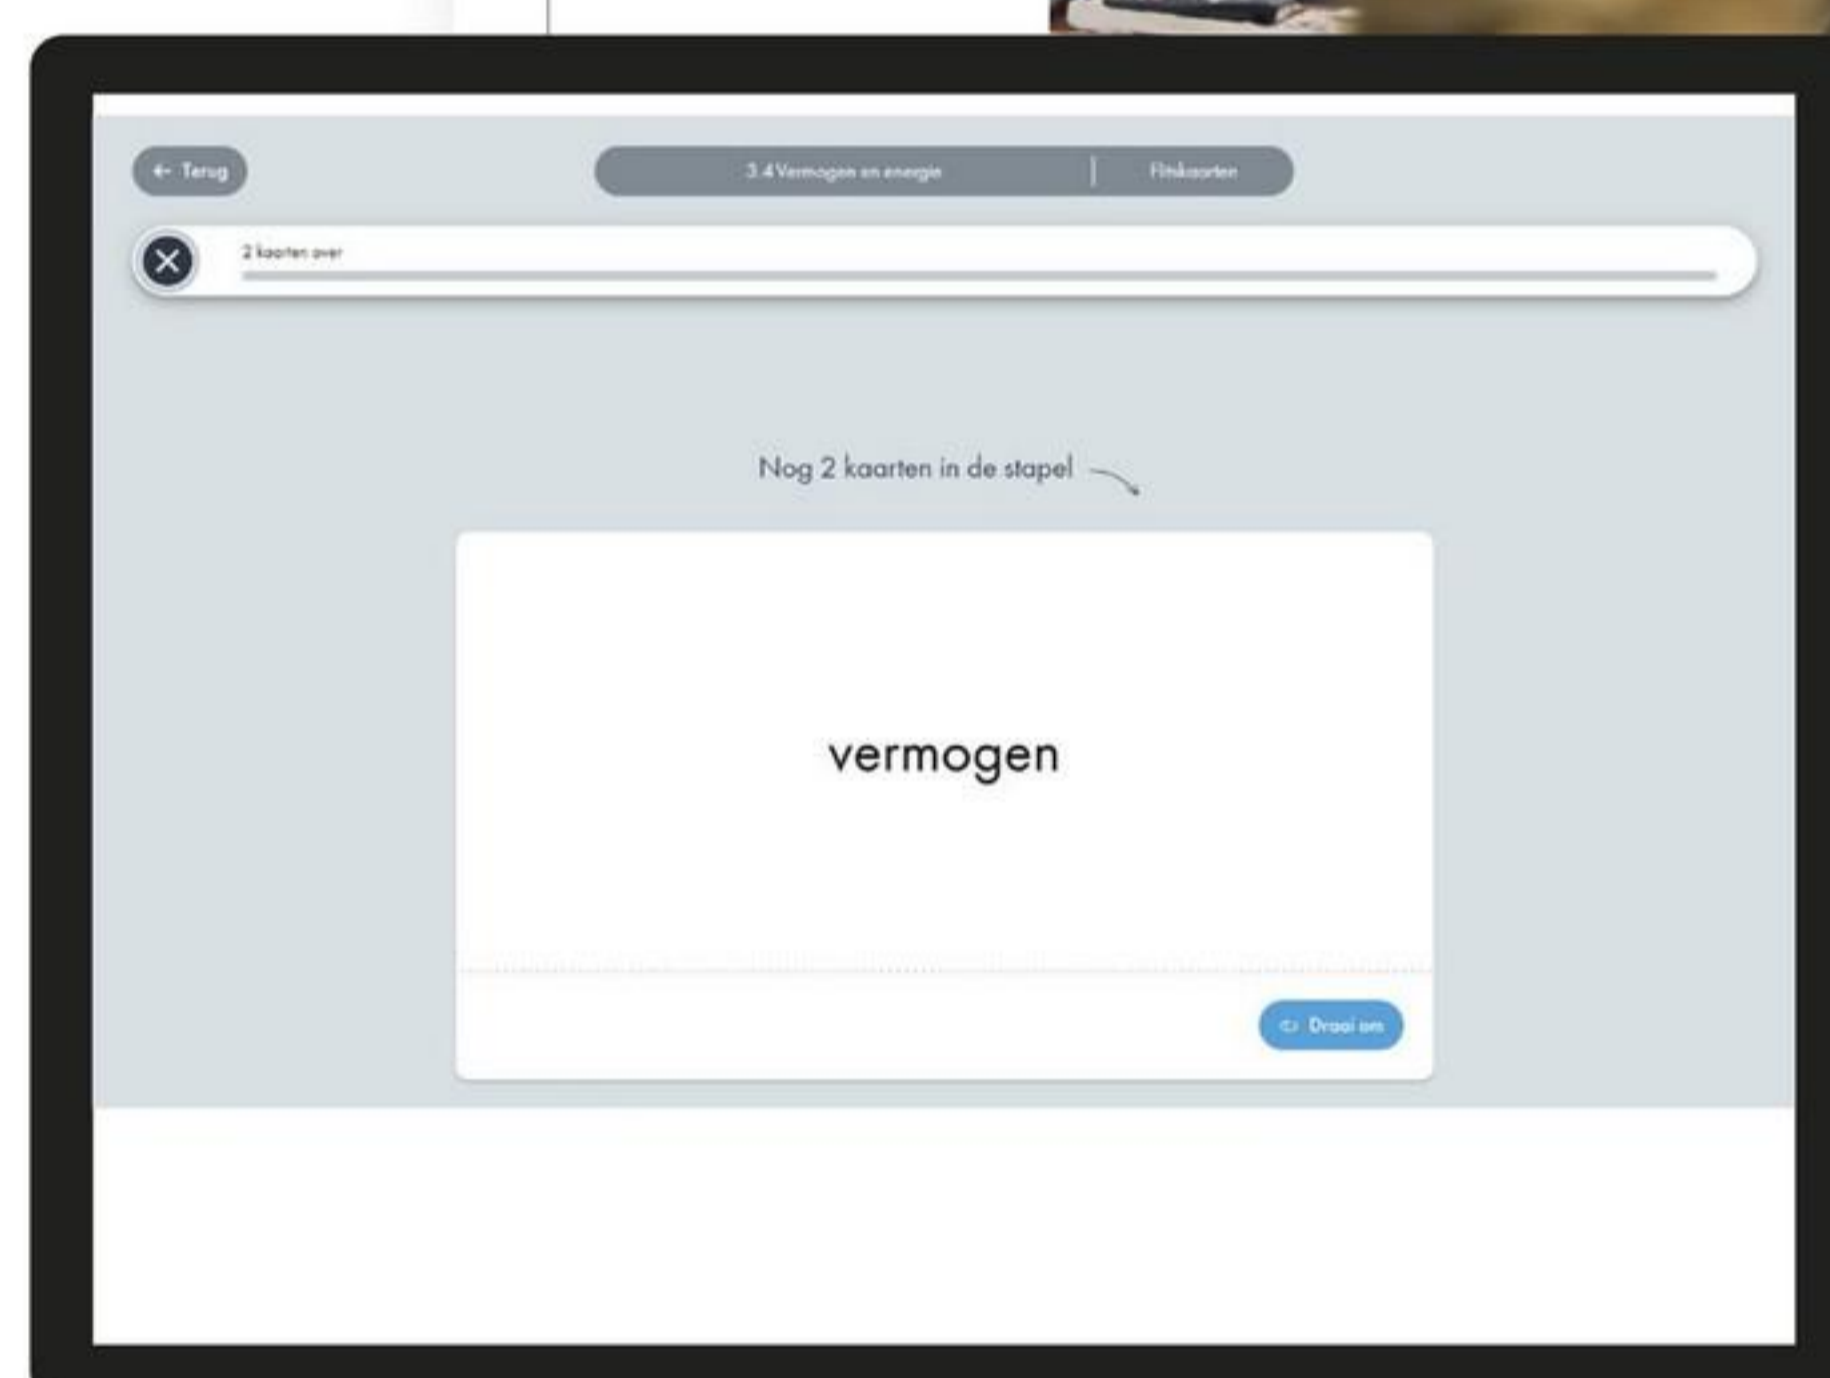 ← Terug
3.4 Vermogen en energie | Flitskaarten
2 kaarten over
Nog 2 kaarten in de stapel
vermogen
Draai om